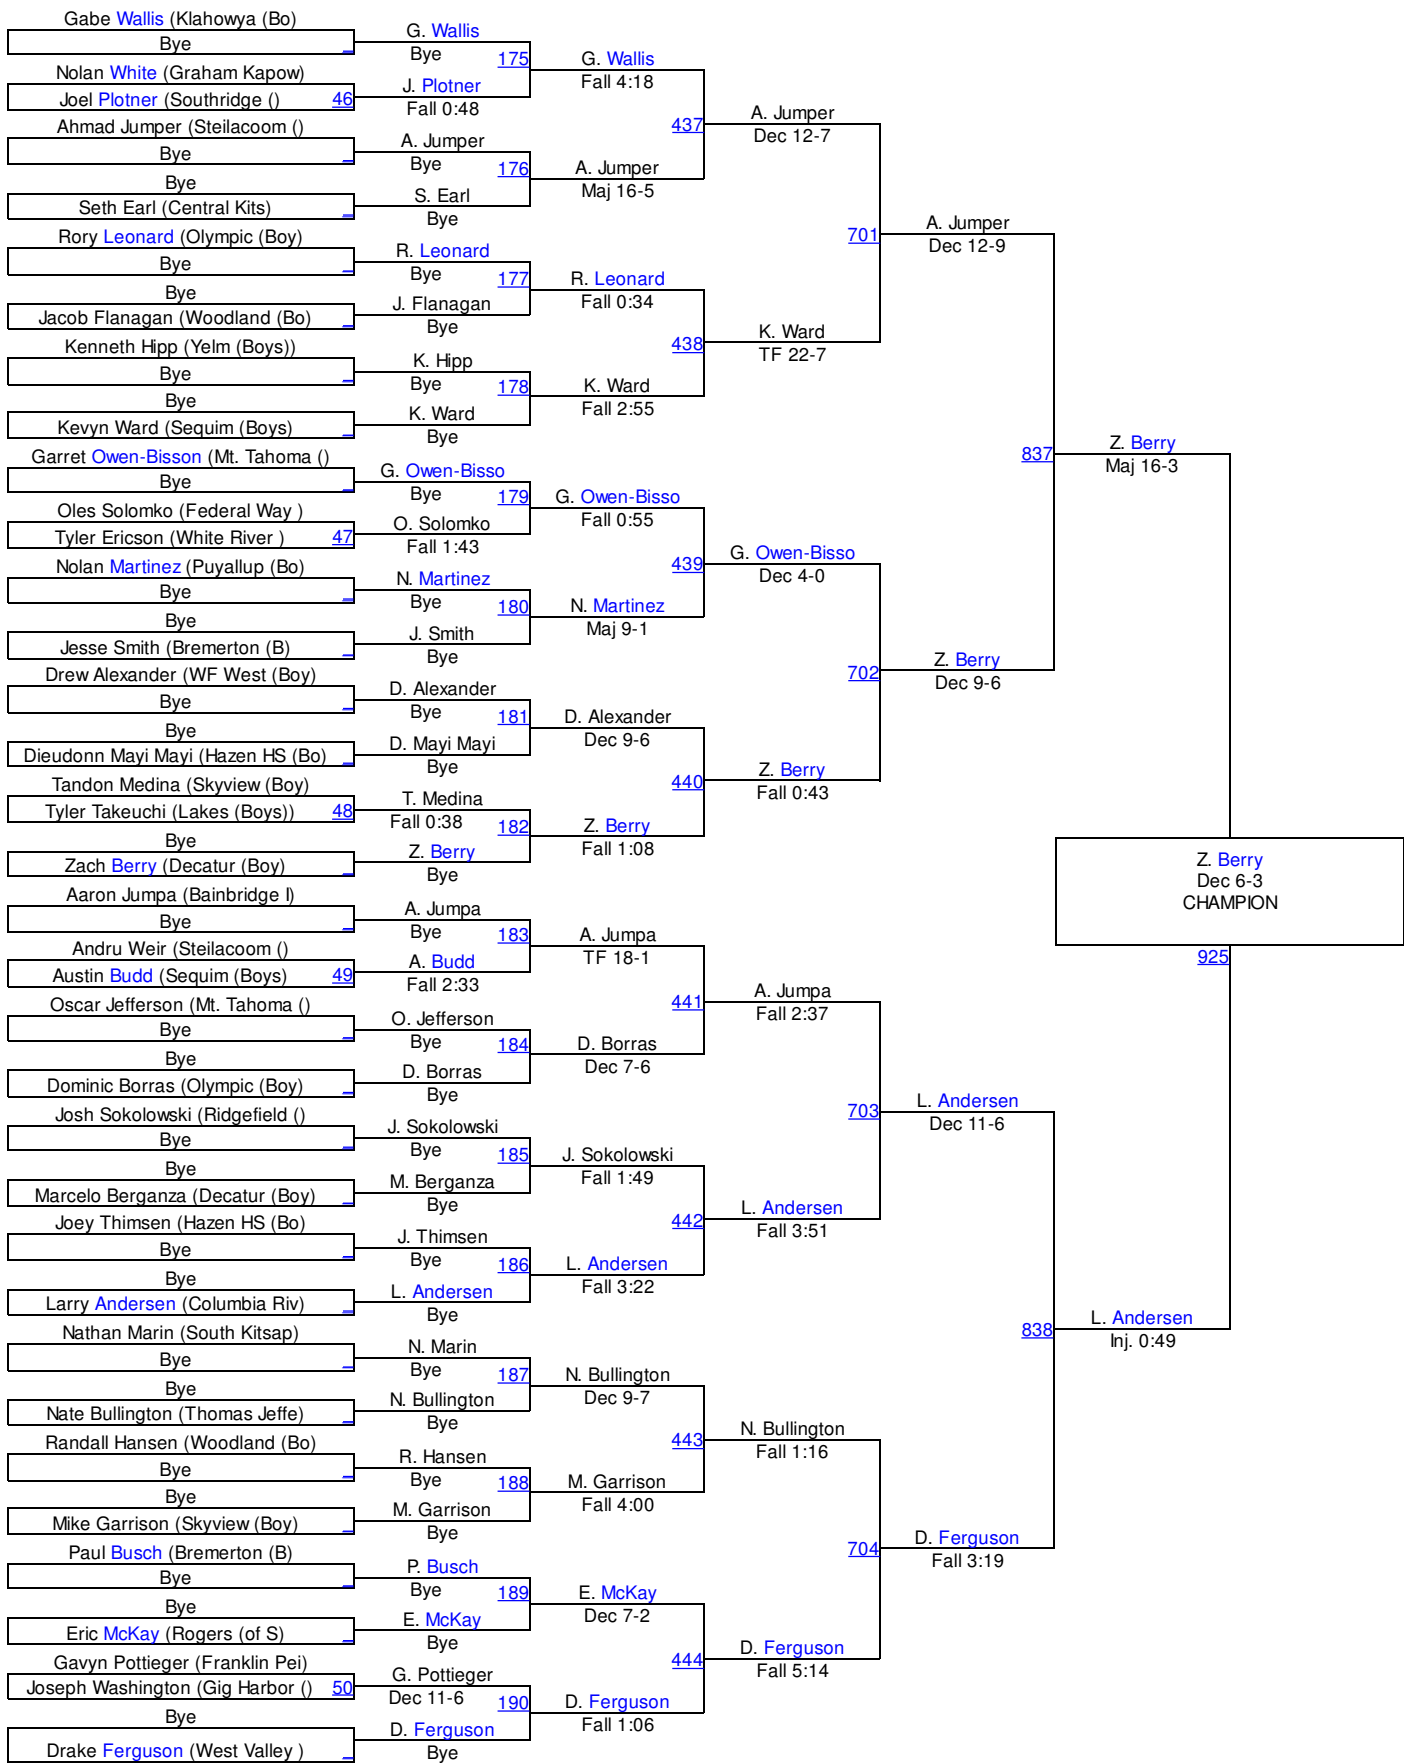 Gabe Wallis (Klahowya (Bo)
Bye
Nolan White (Graham Kapow)
Joel Plotner (Southridge () 46
Ahmad Jumper (Steilacoom ()
Bye
Bye
Seth Earl (Central Kits)
Rory Leonard (Olympic (Boy)
Bye
Bye
Jacob Flanagan (Woodland (Bo)
Kenneth Hipp (Yelm (Boys))
Bye
Bye
Kevyn Ward (Sequim (Boys)
Garret Owen-Bisson (Mt. Tahoma ()
Bye
Oles Solomko (Federal Way )
Tyler Ericson (White River ) 47
Nolan Martinez (Puyallup (Bo)
Bye
Bye
Jesse Smith (Bremerton (B)
Drew Alexander (WF West (Boy)
Bye
Bye
Dieudonn Mayi Mayi (Hazen HS (Bo)
Tandon Medina (Skyview (Boy)
Tyler Takeuchi (Lakes (Boys)) 48
Bye
Zach Berry (Decatur (Boy)
Aaron Jumpa (Bainbridge I)
Bye
Andru Weir (Steilacoom ()
Austin Budd (Sequim (Boys) 49
Oscar Jefferson (Mt. Tahoma ()
Bye
Bye
Dominic Borras (Olympic (Boy)
Josh Sokolowski (Ridgefield ()
Bye
Bye
Marcelo Berganza (Decatur (Boy)
Joey Thimsen (Hazen HS (Bo)
Bye
Bye
Larry Andersen (Columbia Riv)
Nathan Marin (South Kitsap)
Bye
Bye
Nate Bullington (Thomas Jeffe)
Randall Hansen (Woodland (Bo)
Bye
Bye
Mike Garrison (Skyview (Boy)
Paul Busch (Bremerton (B)
Bye
Bye
Eric McKay (Rogers (of S)
Gavyn Pottieger (Franklin Pei)
Joseph Washington (Gig Harbor () 50
Bye
Drake Ferguson (West Valley )
G. Wallis
Bye
175
J. Plotner
Fall 0:48
A. Jumper
Bye
176
S. Earl
Bye
R. Leonard
Bye
177
J. Flanagan
Bye
K. Hipp
Bye
178
K. Ward
Bye
G. Owen-Bisso
Bye
179
O. Solomko
Fall 1:43
N. Martinez
Bye
180
J. Smith
Bye
D. Alexander
Bye
181
D. Mayi Mayi
Bye
T. Medina
Fall 0:38
182
Z. Berry
Bye
A. Jumpa
Bye
183
A. Budd
Fall 2:33
O. Jefferson
Bye
184
D. Borras
Bye
J. Sokolowski
Bye
185
M. Berganza
Bye
J. Thimsen
Bye
186
L. Andersen
Bye
N. Marin
Bye
187
N. Bullington
Bye
R. Hansen
Bye
188
M. Garrison
Bye
P. Busch
Bye
189
E. McKay
Bye
G. Pottieger
Dec 11-6
190
D. Ferguson
Bye
G. Wallis
Fall 4:18
437
A. Jumper
Maj 16-5
R. Leonard
Fall 0:34
438
K. Ward
Fall 2:55
G. Owen-Bisso
Fall 0:55
439
N. Martinez
Maj 9-1
D. Alexander
Dec 9-6
440
Z. Berry
Fall 1:08
A. Jumpa
TF 18-1
441
D. Borras
Dec 7-6
J. Sokolowski
Fall 1:49
442
L. Andersen
Fall 3:22
N. Bullington
Dec 9-7
443
M. Garrison
Fall 4:00
E. McKay
Dec 7-2
444
D. Ferguson
Fall 1:06
A. Jumper
Dec 12-7
701
K. Ward
TF 22-7
G. Owen-Bisso
Dec 4-0
702
Z. Berry
Fall 0:43
A. Jumpa
Fall 2:37
703
L. Andersen
Fall 3:51
N. Bullington
Fall 1:16
704
D. Ferguson
Fall 5:14
A. Jumper
Dec 12-9
837
Z. Berry
Dec 9-6
L. Andersen
Dec 11-6
838
D. Ferguson
Fall 3:19
Z. Berry
Maj 16-3
L. Andersen
Inj. 0:49
Z. Berry
Dec 6-3
CHAMPION
925